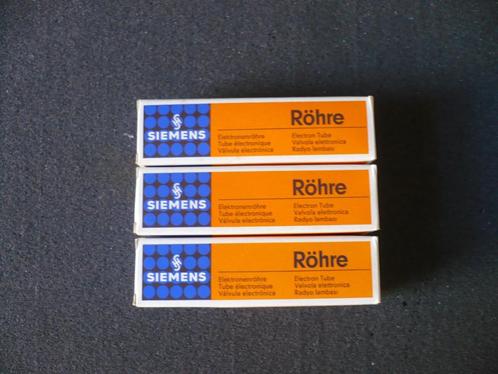 SIEMENS
Röhre
Elektronenröhre
Tube électronique
Válvula electrónica
Electron Tube
Valvola elettronica
Radyo lambası
SIEMENS
Röhre
Elektronenröhre
Tube électronique
Válvula electrónica
Electron Tube
Valvola elettronica
Radyo lambası
SIEMENS
Röhre
Elektronenröhre
Tube électronique
Válvula electrónica
Electron Tube
Valvola elettronica
Radyo lambası